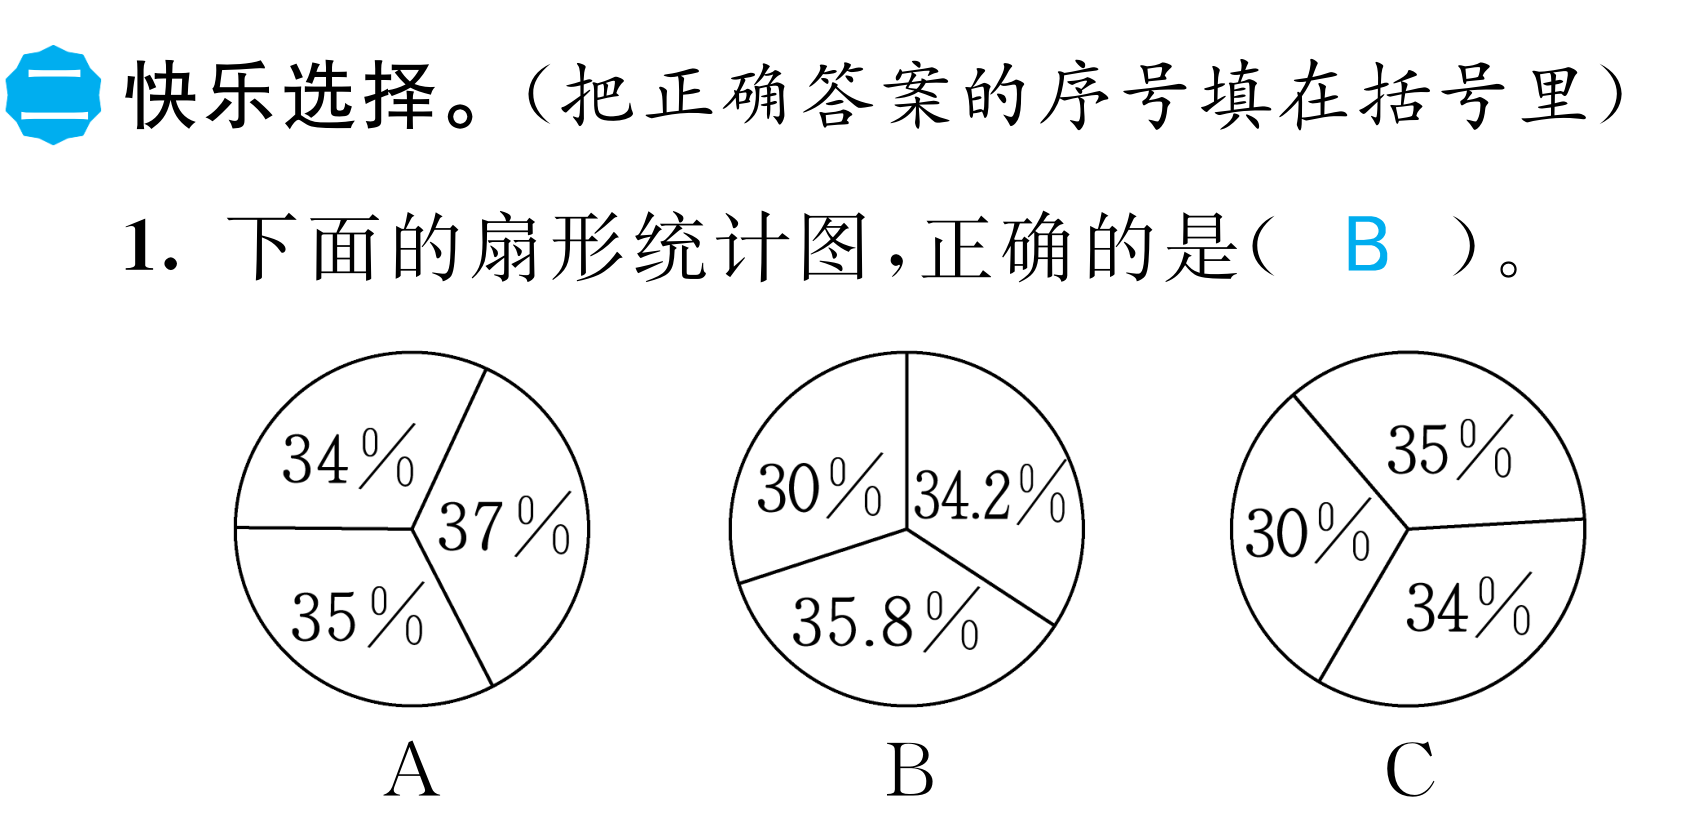 二 快乐选择。（把正确答案的序号填在括号里）
1. 下面的扇形统计图，正确的是（ B ）。
34% 37% 35%
30% 34.2% 35.8%
35% 30% 34%
A B C